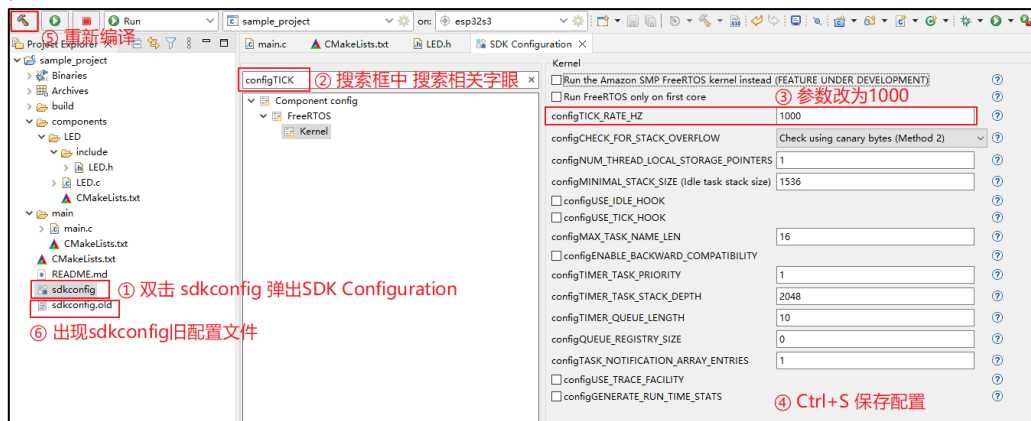 Run
sample_project
on:
esp32s3
⑤ 重新编译
Project Explorer
main.c
CMakeLists.txt
LED.h
SDK Configuration
sample_project
Binaries
Archives
build
components
LED
include
LED.h
LED.c
CMakeLists.txt
main
main.c
CMakeLists.txt
CMakeLists.txt
README.md
sdkconfig
sdkconfig.old
① 双击 sdkconfig 弹出SDK Configuration
⑥ 出现sdkconfig旧配置文件
configTICK
② 搜索框中 搜索相关字眼
Component config
FreeRTOS
Kernel
Kernel
Run the Amazon SMP FreeRTOS kernel instead (FEATURE UNDER DEVELOPMENT)
Run FreeRTOS only on first core
③ 参数改为1000
configTICK_RATE_HZ 1000
configCHECK_FOR_STACK_OVERFLOW Check using canary bytes (Method 2)
configNUM_THREAD_LOCAL_STORAGE_POINTERS 1
configMINIMAL_STACK_SIZE (Idle task stack size) 1536
configUSE_IDLE_HOOK
configUSE_TICK_HOOK
configMAX_TASK_NAME_LEN 16
configENABLE_BACKWARD_COMPATIBILITY
configTIMER_TASK_PRIORITY 1
configTIMER_TASK_STACK_DEPTH 2048
configTIMER_QUEUE_LENGTH 10
configQUEUE_REGISTRY_SIZE 0
configTASK_NOTIFICATION_ARRAY_ENTRIES 1
configUSE_TRACE_FACILITY
configGENERATE_RUN_TIME_STATS
④ Ctrl+S 保存配置